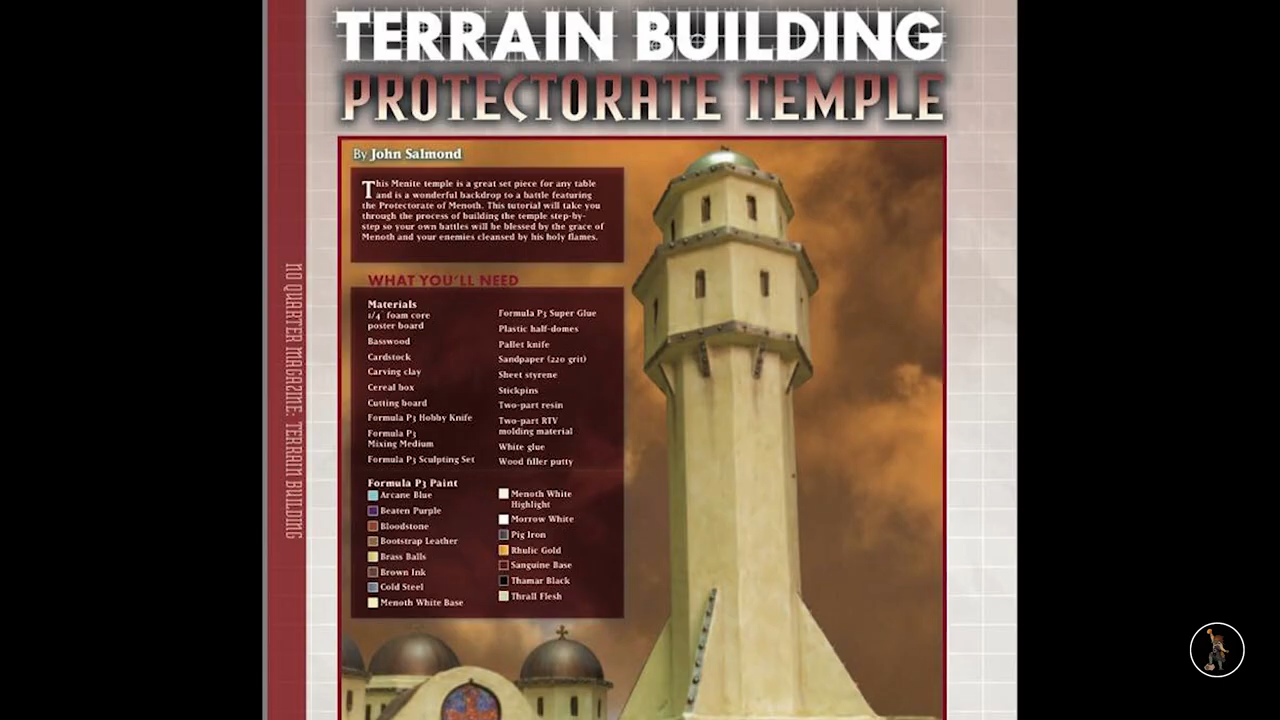 TERRAIN BUILDING
PROTECTORATE TEMPLE
By John Salmond
This Menite temple is a great set piece for any table
and is a wonderful backdrop to a battle featuring
the Protectorate of Menoth. This tutorial will take you
through the process of building the temple step-by-
step so your own battles will be blessed by the grace of
Menoth and your enemies cleansed by his holy flames.
WHAT YOU'LL NEED
Materials
1/4˝ foam core
poster board
Basswood
Cardstock
Carving clay
Cereal box
Cutting board
Formula P3 Hobby Knife
Formula P3
Mixing Medium
Formula P3 Sculpting Set
Formula P3 Super Glue
Plastic half-domes
Pallet knife
Sandpaper (220 grit)
Sheet styrene
Stickpins
Two-part resin
Two-part RTV
molding material
White glue
Wood filler putty
Formula P3 Paint
Arcane Blue
Beaten Purple
Bloodstone
Bootstrap Leather
Brass Balls
Brown Ink
Cold Steel
Menoth White Base
Menoth White
Highlight
Morrow White
Pig Iron
Rhulic Gold
Sanguine Base
Thamar Black
Thrall Flesh
NO QUARTER MAGAZINE: TERRAIN BUILDING